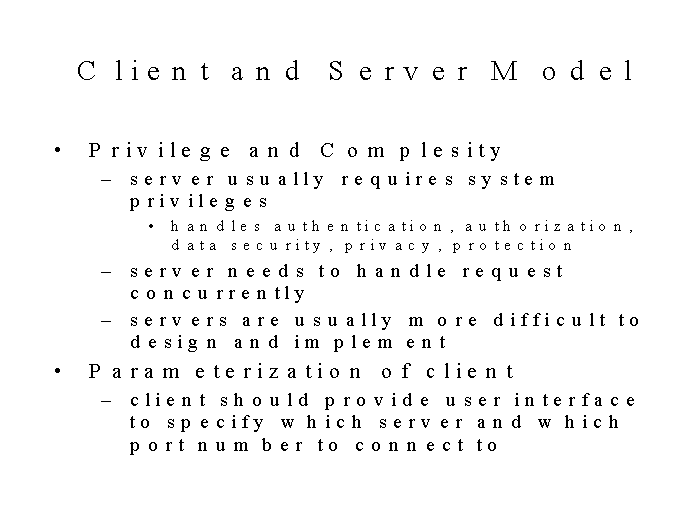 Client and Server Model
• Privilege and Complesity
– server usually requires system
privileges
• handles authentication, authorization,
data security, privacy, protection
– server needs to handle request
concurrently
– servers are usually more difficult to
design and implement
• Parameterization of client
– client should provide user interface
to specify which server and which
port number to connect to